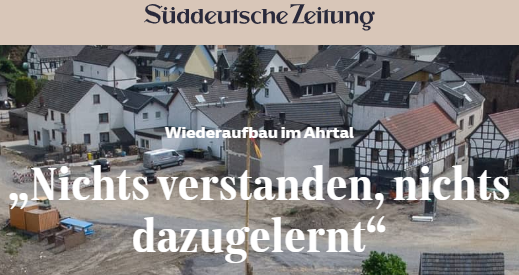 Süddeutsche Zeitung
Wiederaufbau im Ahrtal
„Nichts verstanden, nichts
dazugelernt“